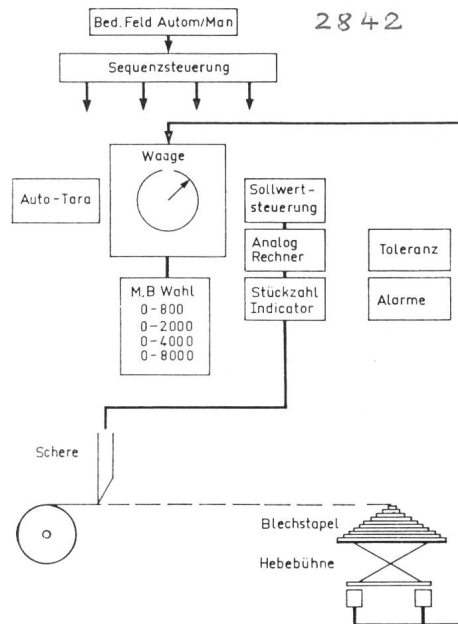 Bed. Feld Autom/Man
2842
Sequenzsteuerung
Waage
Auto-Tara
Sollwert-
steuerung
Analog
Rechner
Toleranz
M,B Wahl
0-800
0-2000
0-4000
0-8000
Stückzahl
Indicator
Alarme
Schere
Blechstapel
Hebebühne